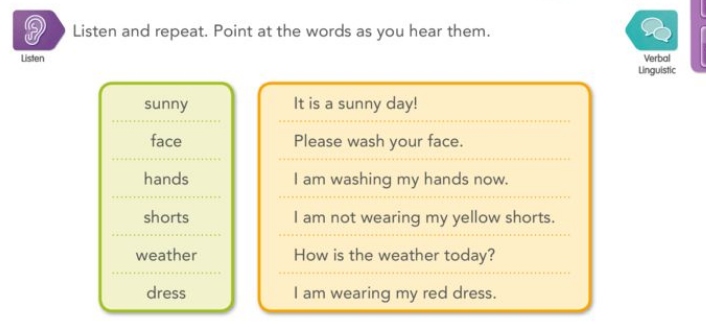 Listen and repeat. Point at the words as you hear them.
Listen
Verbal
Linguistic
sunny
It is a sunny day!
face
Please wash your face.
hands
I am washing my hands now.
shorts
I am not wearing my yellow shorts.
weather
How is the weather today?
dress
I am wearing my red dress.